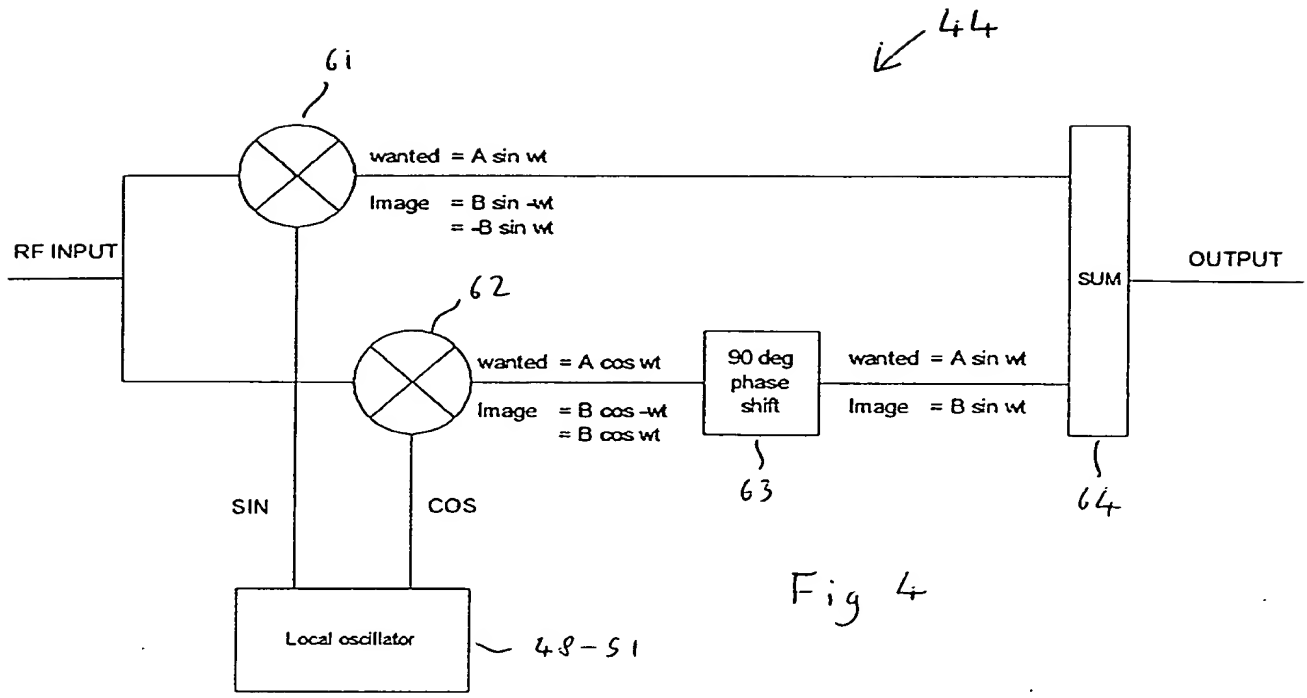 44
61
wanted = A sin wt
Image = B sin -wt
= -B sin wt
RF INPUT
SUM
OUTPUT
62
wanted = A cos wt
Image = B cos -wt
= B cos wt
90 deg
phase
shift
wanted = A sin wt
Image = B sin wt
63
64
SIN
COS
Local oscillator
48-51
Fig 4